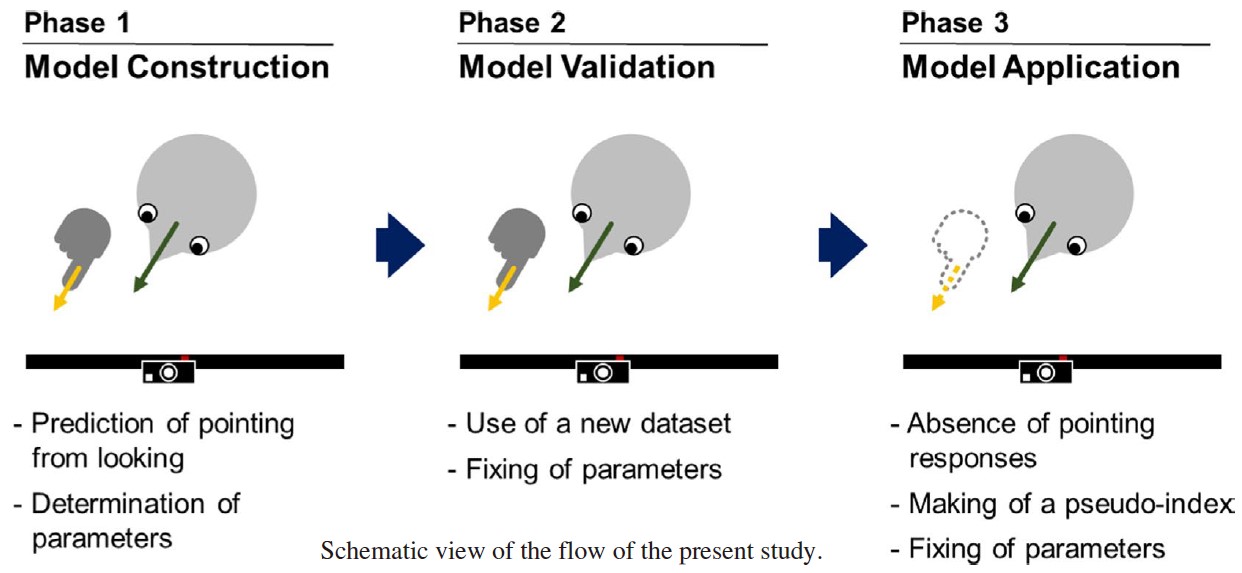 Phase 1
Model Construction
- Prediction of pointing
from looking
- Determination of
parameters
Phase 2
Model Validation
- Use of a new dataset
- Fixing of parameters
Phase 3
Model Application
- Absence of pointing
responses
- Making of a pseudo-index
- Fixing of parameters
Schematic view of the flow of the present study.